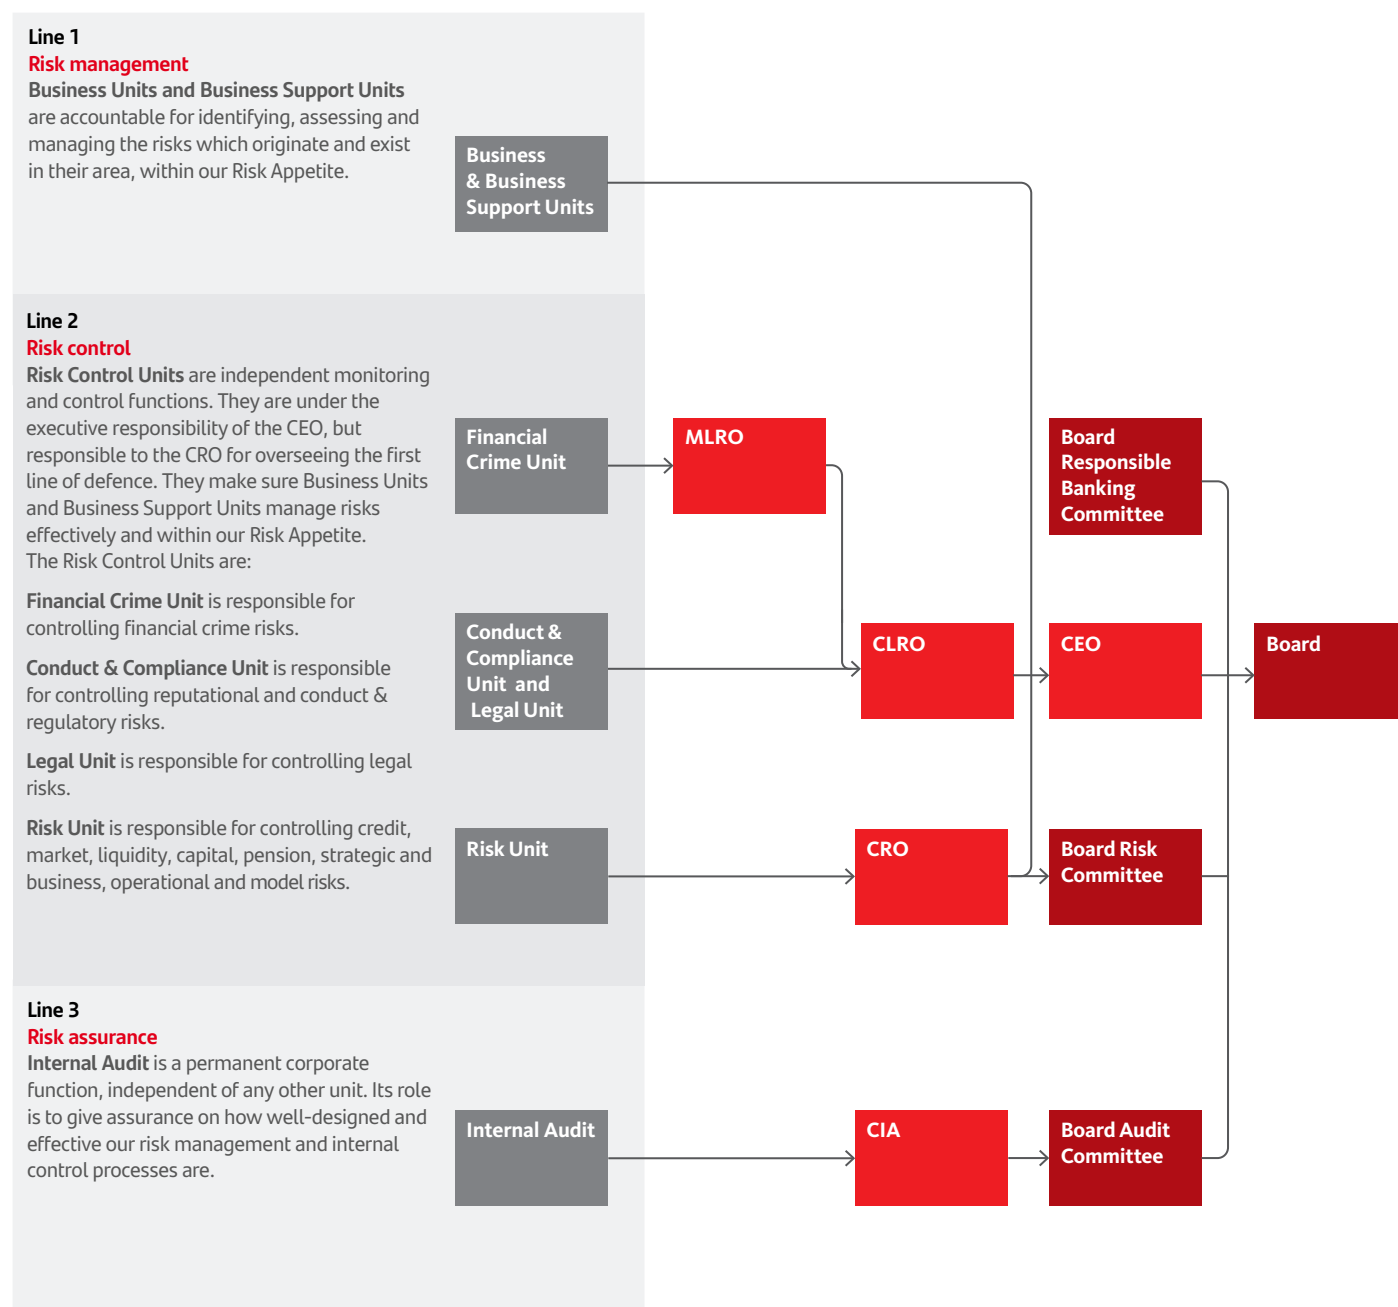 Line 1
Risk management
Business Units and Business Support Units
are accountable for identifying, assessing and
managing the risks which originate and exist
in their area, within our Risk Appetite.
Business
& Business
Support Units
Line 2
Risk control
Risk Control Units are independent monitoring
and control functions. They are under the
executive responsibility of the CEO, but
responsible to the CRO for overseeing the first
line of defence. They make sure Business Units
and Business Support Units manage risks
effectively and within our Risk Appetite.
The Risk Control Units are:
Financial Crime Unit is responsible for
controlling financial crime risks.
Conduct & Compliance Unit is responsible
for controlling reputational and conduct &
regulatory risks.
Legal Unit is responsible for controlling legal
risks.
Risk Unit is responsible for controlling credit,
market, liquidity, capital, pension, strategic and
business, operational and model risks.
Financial
Crime Unit
MLRO
Board
Responsible
Banking
Committee
Conduct &
Compliance
Unit and
Legal Unit
CLRO
CEO
Board
Risk Unit
CRO
Board Risk
Committee
Line 3
Risk assurance
Internal Audit is a permanent corporate
function, independent of any other unit. Its role
is to give assurance on how well-designed and
effective our risk management and internal
control processes are.
Internal Audit
CIA
Board Audit
Committee